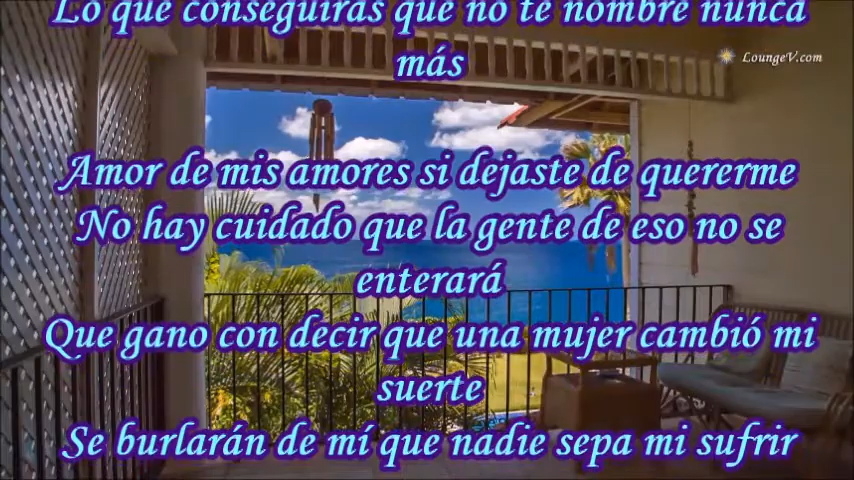 Lo que conseguirás que no te nombre nunca
más
LoungeV.com
Amor de mis amores si dejaste de quererme
No hay cuidado que la gente de eso no se
enterará
Que gano con decir que una mujer cambió mi
suerte
Se burlarán de mí que nadie sepa mi sufrir